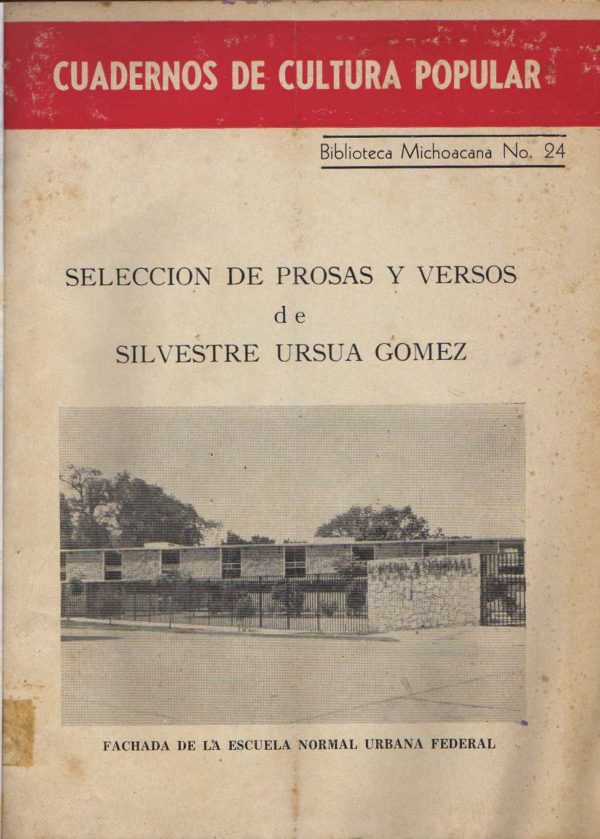 CUADERNOS DE CULTURA POPULAR
Biblioteca Michoacana No. 24
SELECCION DE PROSAS Y VERSOS
de
SILVESTRE URSUA GOMEZ
FACHADA DE LA ESCUELA NORMAL URBANA FEDERAL